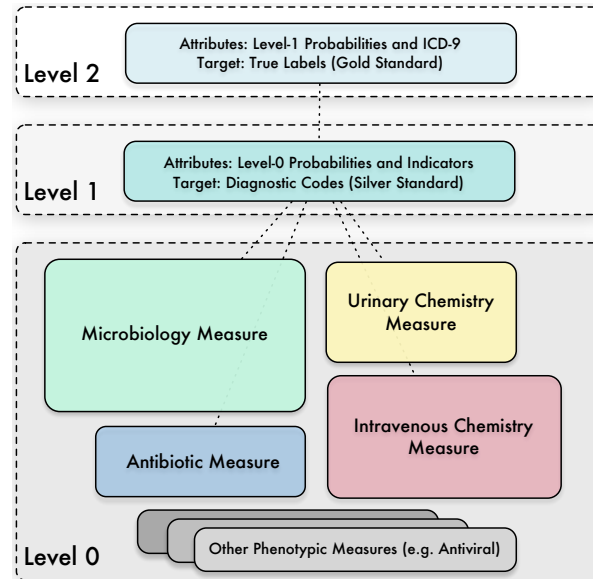 Attributes: Level-1 Probabilities and ICD-9
Target: True Labels (Gold Standard)
Level 2
Attributes: Level-0 Probabilities and Indicators
Target: Diagnostic Codes (Silver Standard)
Level 1
Microbiology Measure
Urinary Chemistry
Measure
Intravenous Chemistry
Measure
Antibiotic Measure
Other Phenotypic Measures (e.g. Antiviral)
Level 0